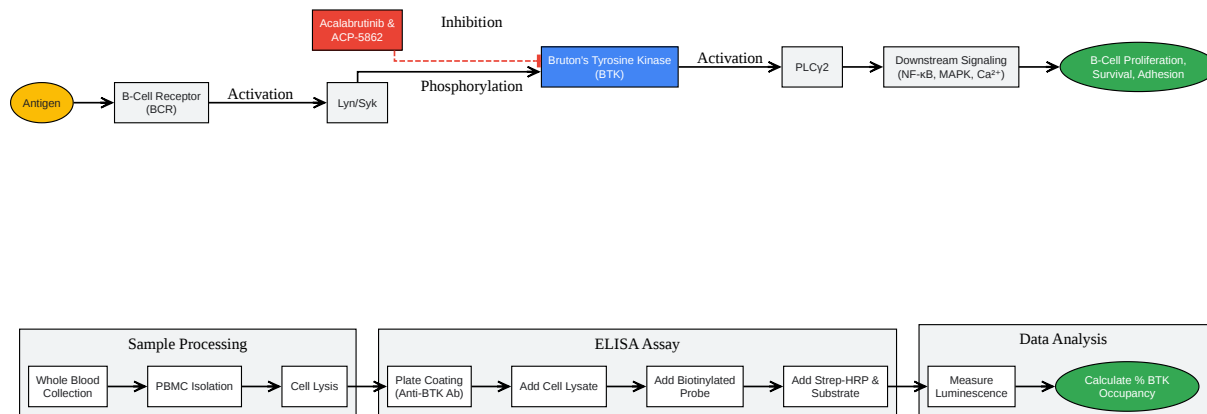 Acalabrutinib &
ACP-5862
Inhibition
Antigen
B-Cell Receptor
(BCR)
Activation
Lyn/Syk
Phosphorylation
Bruton's Tyrosine Kinase
(BTK)
Activation
PLCγ2
Downstream Signaling
(NF-κB, MAPK, Ca²⁺)
B-Cell Proliferation,
Survival, Adhesion
Sample Processing
Whole Blood
Collection
PBMC Isolation
Cell Lysis
ELISA Assay
Plate Coating
(Anti-BTK Ab)
Add Cell Lysate
Add Biotinylated
Probe
Add Strep-HRP &
Substrate
Data Analysis
Measure
Luminescence
Calculate % BTK
Occupancy